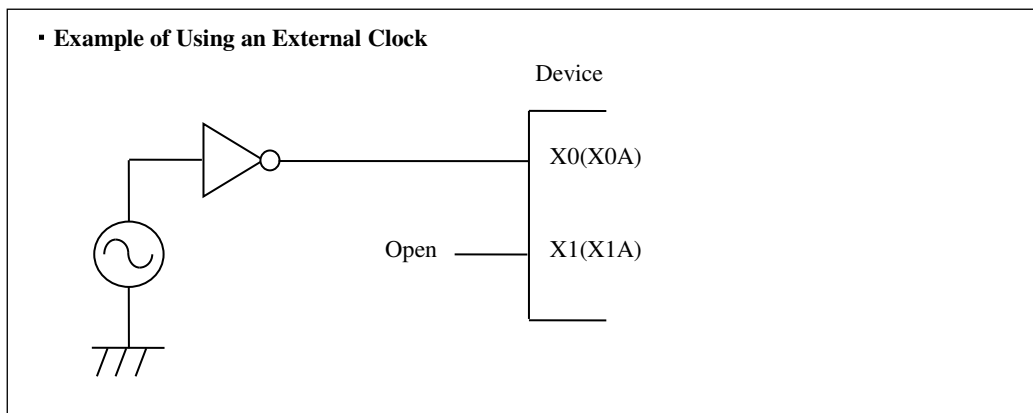 ▪ Example of Using an External Clock
Device
X0(X0A)
Open
X1(X1A)